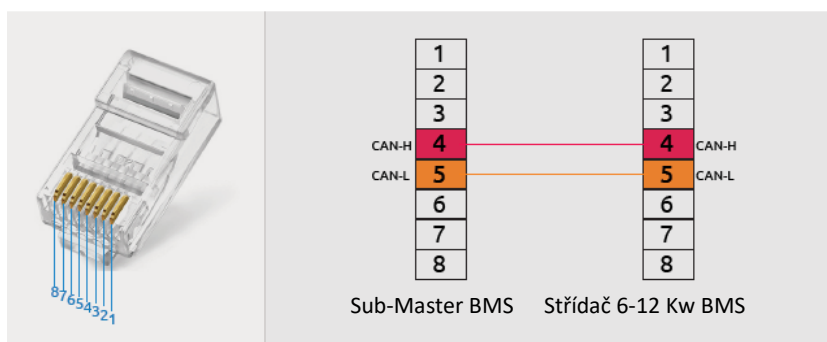 1 1
2 2
3 3
CAN-H 4 4 CAN-H
CAN-L 5 5 CAN-L
6 6
7 7
8 8
87654321
Sub-Master BMS Střídač 6-12 Kw BMS